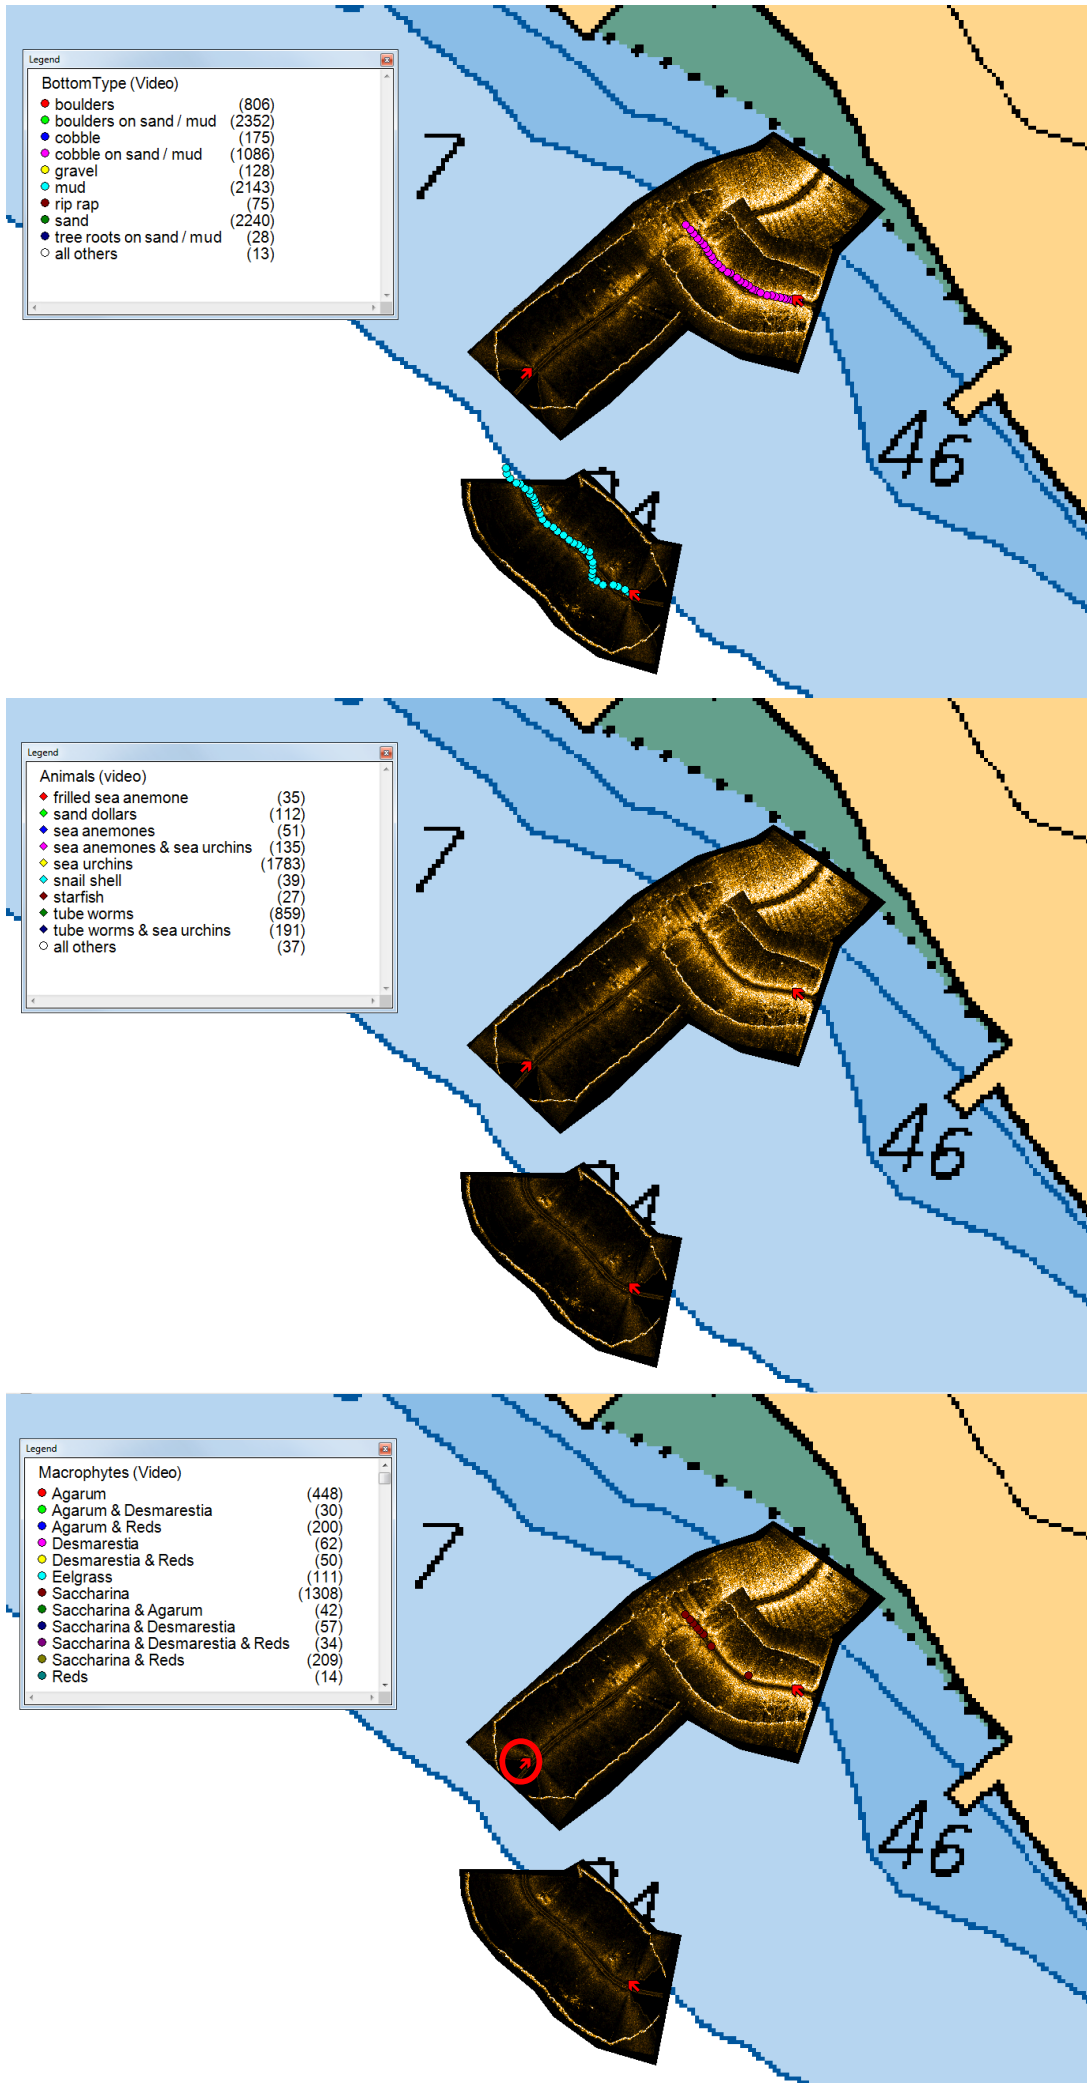 Legend
BottomType (Video)
boulders (806)
boulders on sand / mud (2352)
cobble (175)
cobble on sand / mud (1086)
gravel (128)
mud (2143)
rip rap (75)
sand (2240)
tree roots on sand / mud (28)
all others (13)
7
46
4
Legend
Animals (video)
frilled sea anemone (35)
sand dollars (112)
sea anemones (51)
sea anemones & sea urchins (135)
sea urchins (1783)
snail shell (39)
starfish (27)
tube worms (859)
tube worms & sea urchins (191)
all others (37)
7
46
4
Legend
Macrophytes (Video)
Agarum (448)
Agarum & Desmarestia (30)
Agarum & Reds (200)
Desmarestia (62)
Desmarestia & Reds (50)
Eelgrass (111)
Saccharina (1308)
Saccharina & Agarum (42)
Saccharina & Desmarestia (57)
Saccharina & Desmarestia & Reds (34)
Saccharina & Reds (209)
Reds (14)
7
46
4